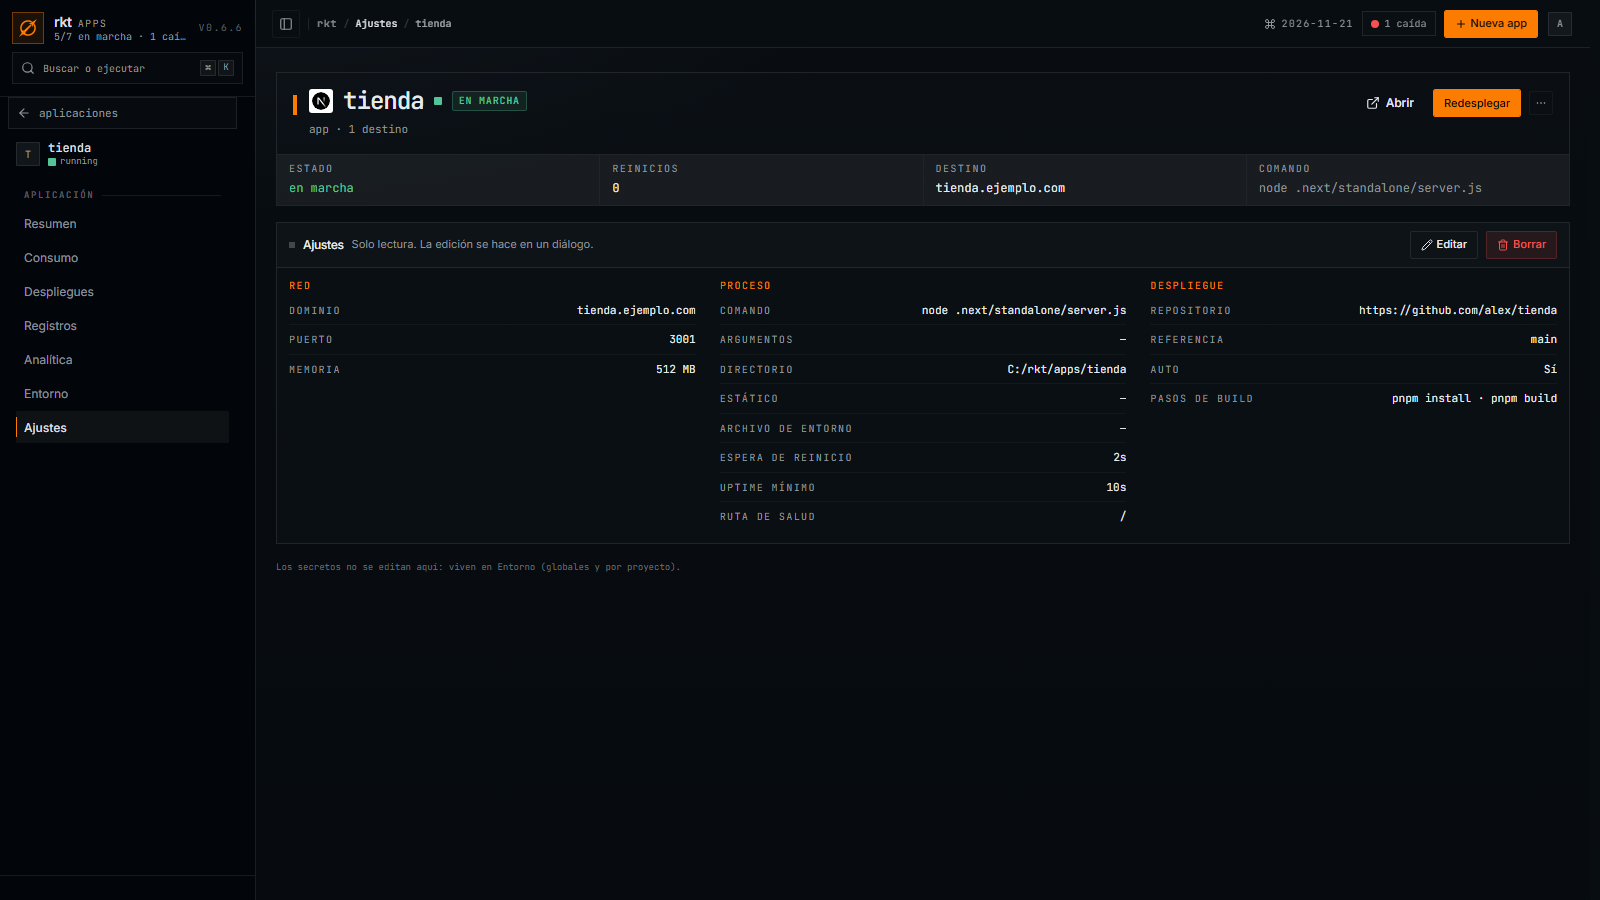 rkt APPS
5/7 en marcha · 1 caí…
V0.6.6
Buscar o ejecutar
⌘ K
← aplicaciones
T
tienda
running
APLICACIÓN
Resumen
Consumo
Despliegues
Registros
Analítica
Entorno
Ajustes
rkt / Ajustes / tienda
⌘ 2026-11-21
1 caída
+ Nueva app
A
N
tienda
EN MARCHA
app · 1 destino
Abrir
Redesplegar
···
ESTADO
en marcha
REINICIOS
0
DESTINO
tienda.ejemplo.com
COMANDO
node .next/standalone/server.js
Ajustes Solo lectura. La edición se hace en un diálogo.
Editar
Borrar
RED
DOMINIO tienda.ejemplo.com
PUERTO 3001
MEMORIA 512 MB
PROCESO
COMANDO node .next/standalone/server.js
ARGUMENTOS —
DIRECTORIO C:/rkt/apps/tienda
ESTÁTICO —
ARCHIVO DE ENTORNO —
ESPERA DE REINICIO 2s
UPTIME MÍNIMO 10s
RUTA DE SALUD /
DESPLIEGUE
REPOSITORIO https://github.com/alex/tienda
REFERENCIA main
AUTO Sí
PASOS DE BUILD pnpm install · pnpm build
Los secretos no se editan aqui: viven en Entorno (globales y por proyecto).